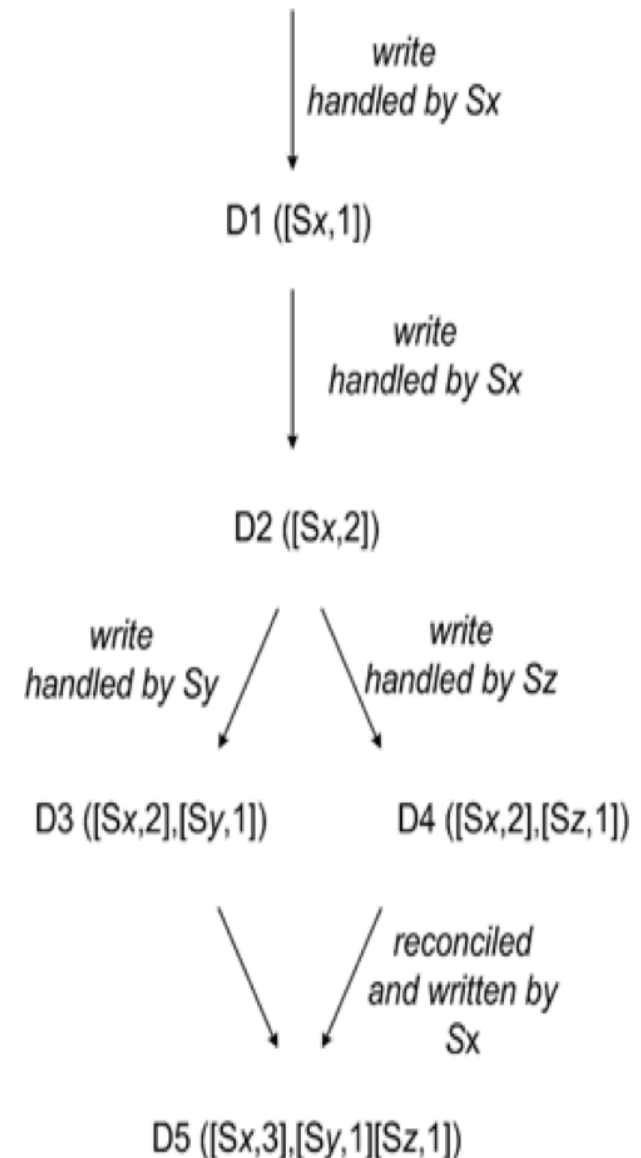 write
handled by Sx
D1 ([Sx,1])
write
handled by Sx
D2 ([Sx,2])
write
handled by Sy
write
handled by Sz
D3 ([Sx,2],[Sy,1])
D4 ([Sx,2],[Sz,1])
reconciled
and written by
Sx
D5 ([Sx,3],[Sy,1][Sz,1])